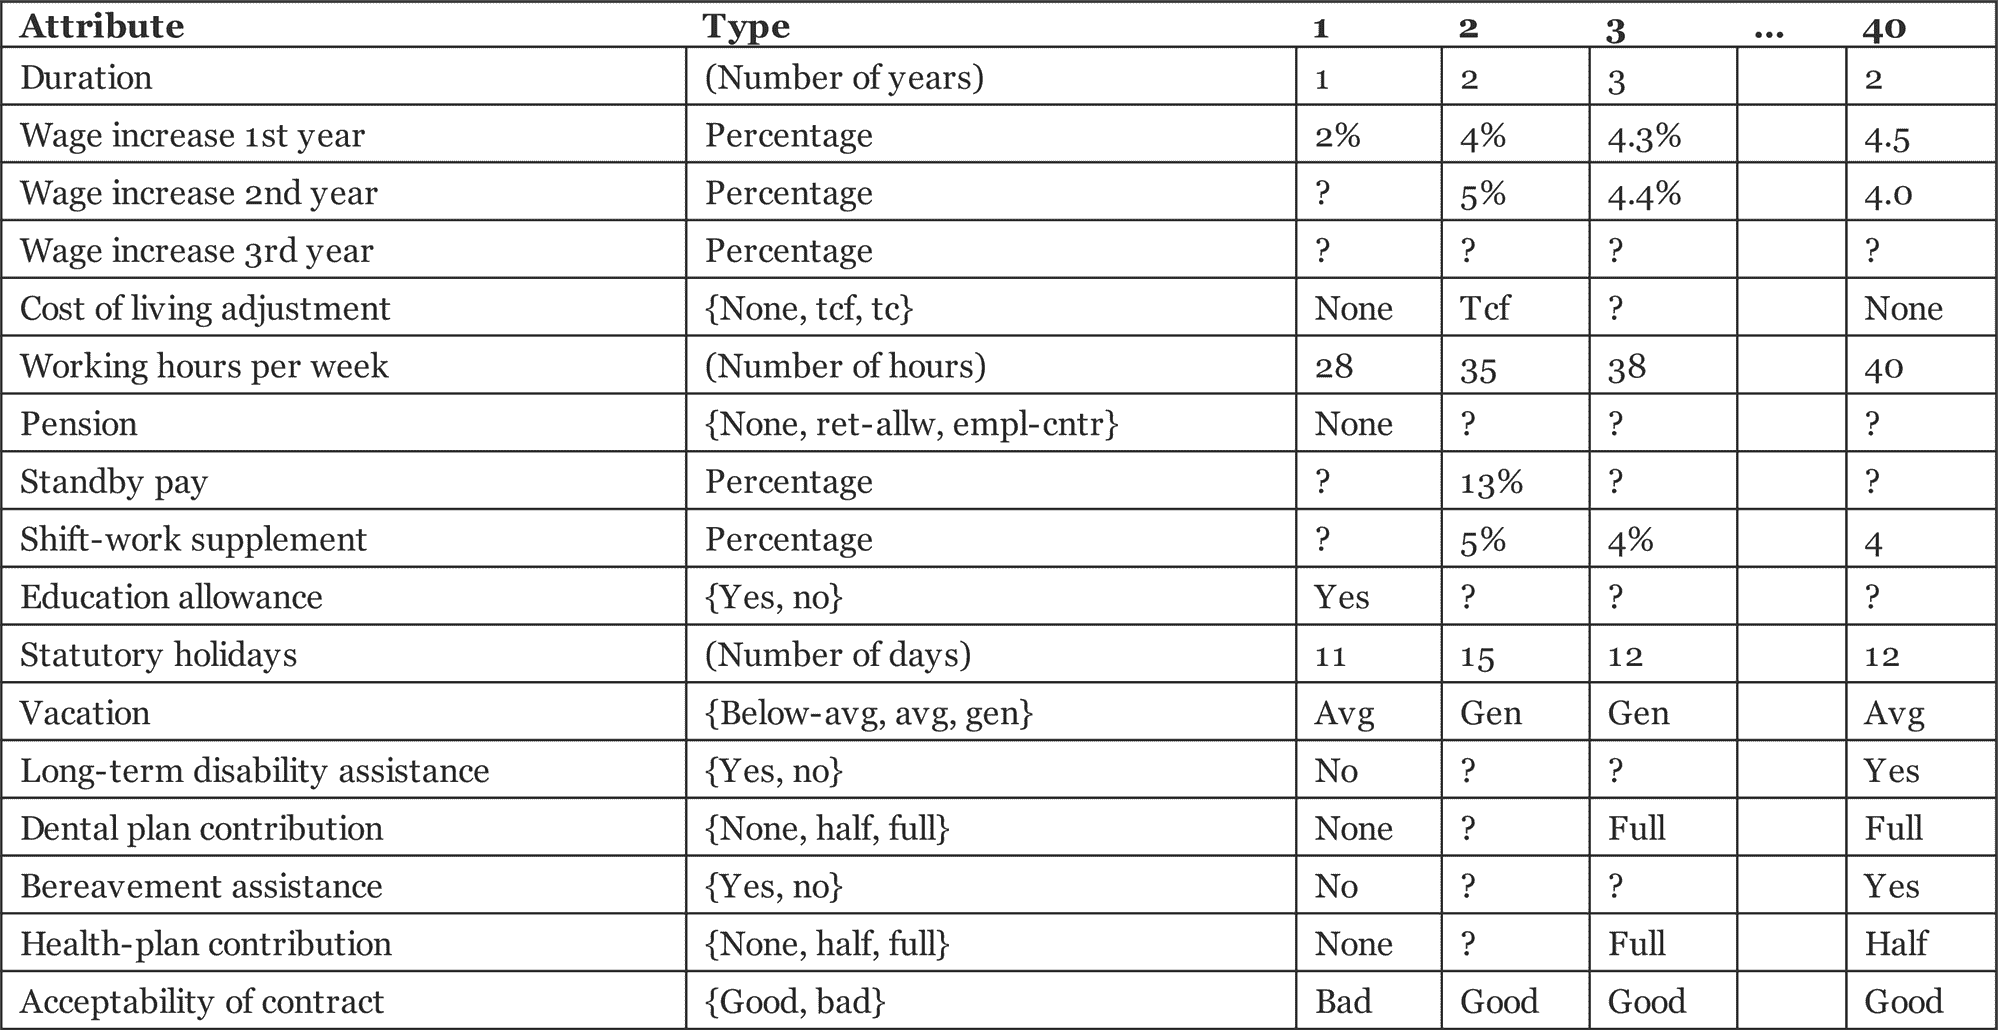 Attribute Type 1 2 3 ... 40
Duration (Number of years) 1 2 3 2
Wage increase 1st year Percentage 2% 4% 4.3% 4.5
Wage increase 2nd year Percentage ? 5% 4.4% 4.0
Wage increase 3rd year Percentage ? ? ? ?
Cost of living adjustment {None, tcf, tc} None Tcf ? None
Working hours per week (Number of hours) 28 35 38 40
Pension {None, ret-allw, empl-cntr} None ? ? ?
Standby pay Percentage ? 13% ? ?
Shift-work supplement Percentage ? 5% 4% 4
Education allowance {Yes, no} Yes ? ? ?
Statutory holidays (Number of days) 11 15 12 12
Vacation {Below-avg, avg, gen} Avg Gen Gen Avg
Long-term disability assistance {Yes, no} No ? ? Yes
Dental plan contribution {None, half, full} None ? Full Full
Bereavement assistance {Yes, no} No ? ? Yes
Health-plan contribution {None, half, full} None ? Full Half
Acceptability of contract {Good, bad} Bad Good Good Good